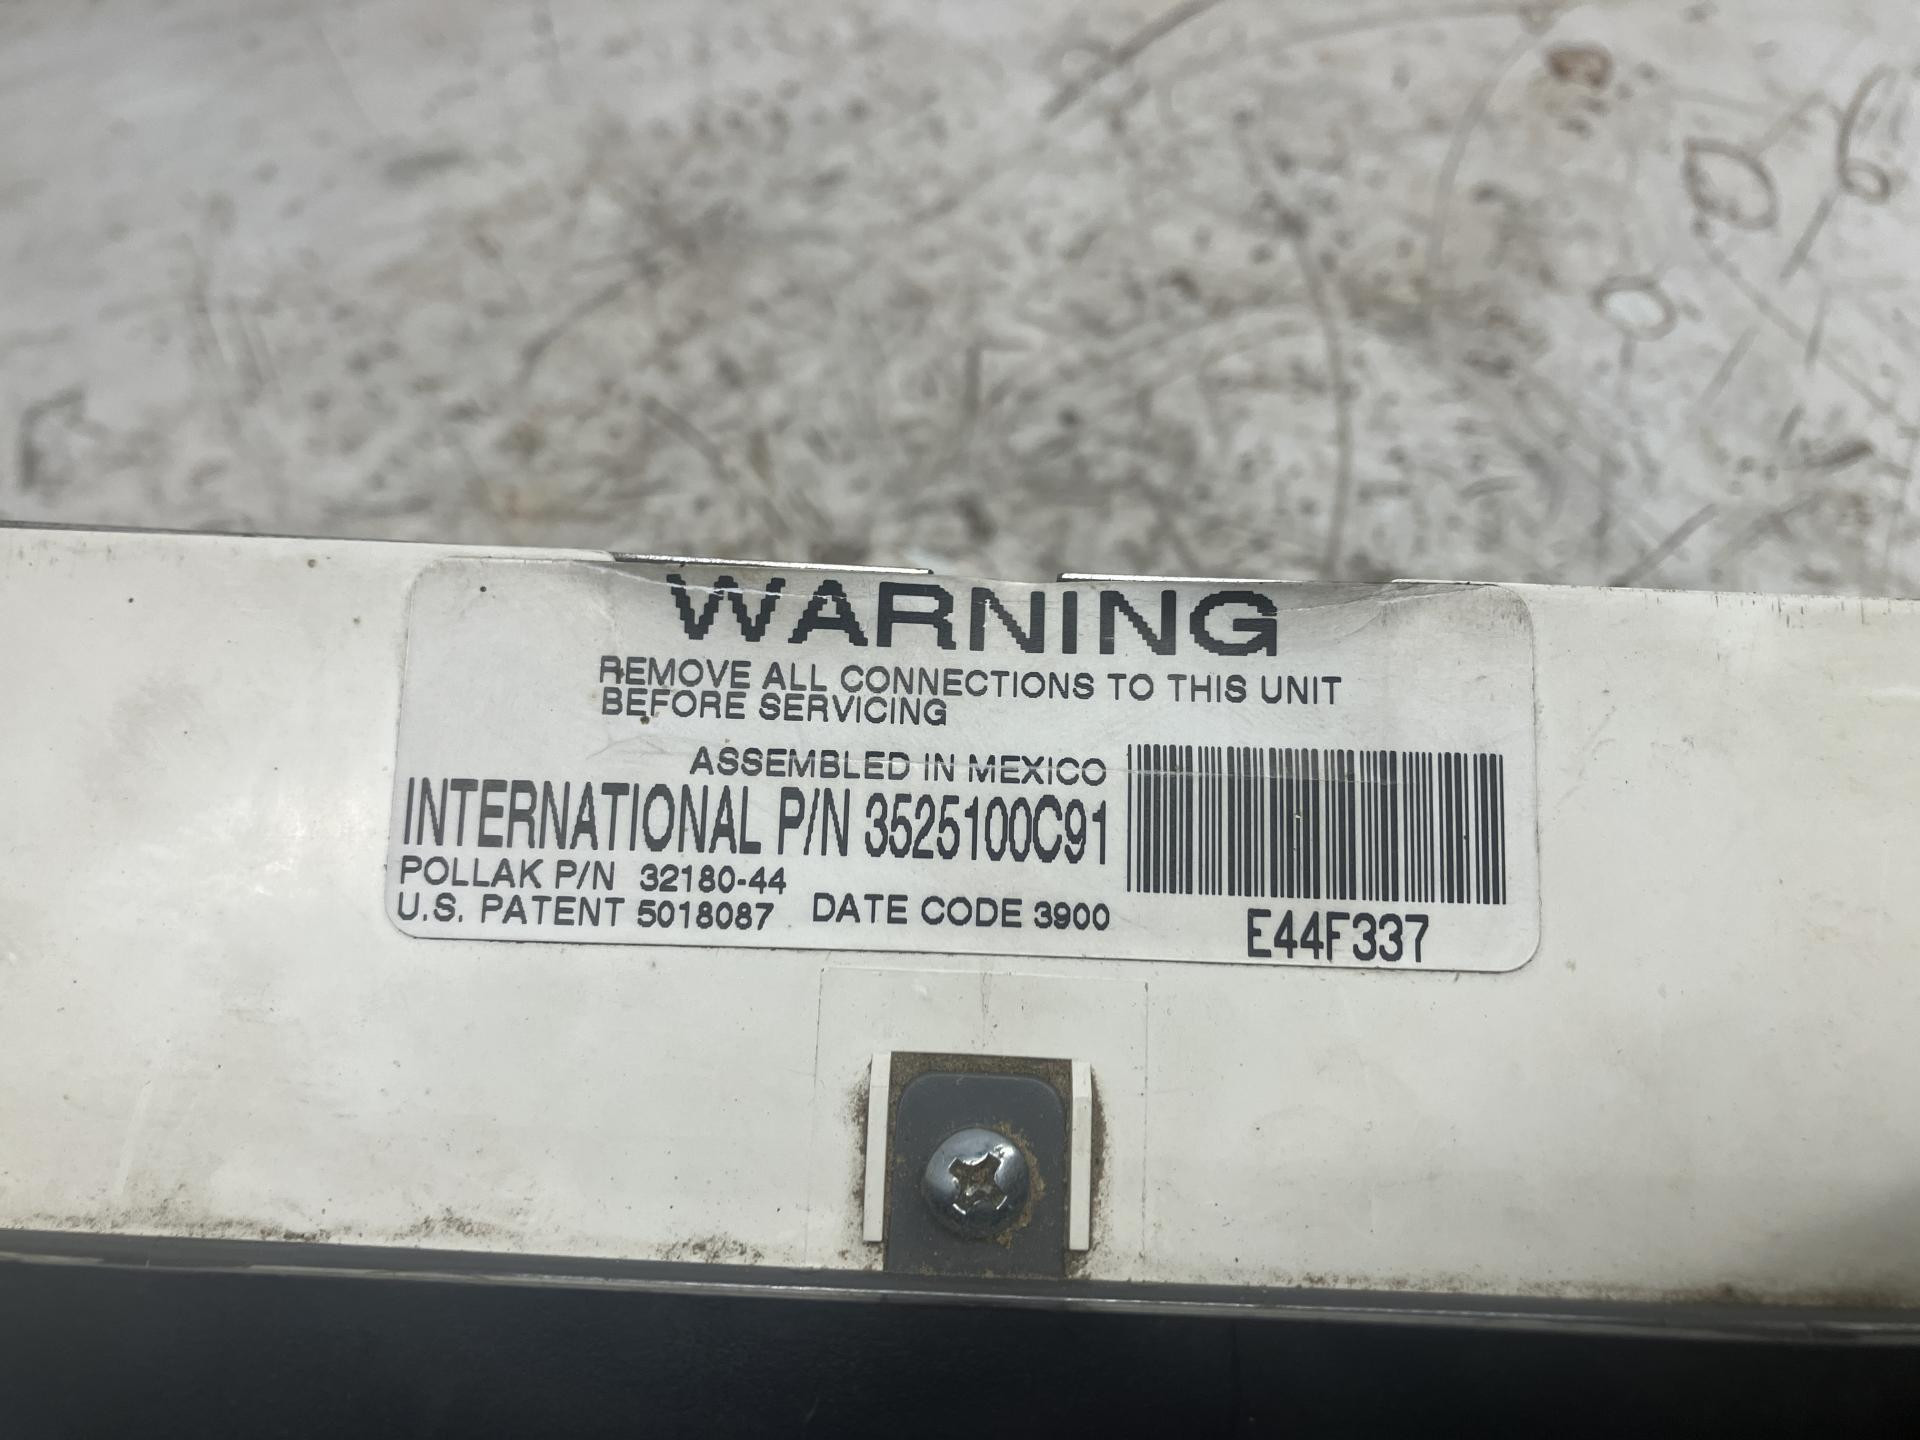 WARNING
REMOVE ALL CONNECTIONS TO THIS UNIT
BEFORE SERVICING
ASSEMBLED IN MEXICO
INTERNATIONAL P/N 3525100C91
POLLAK P/N 32180-44
U.S. PATENT 5018087 DATE CODE 3900
E44F337